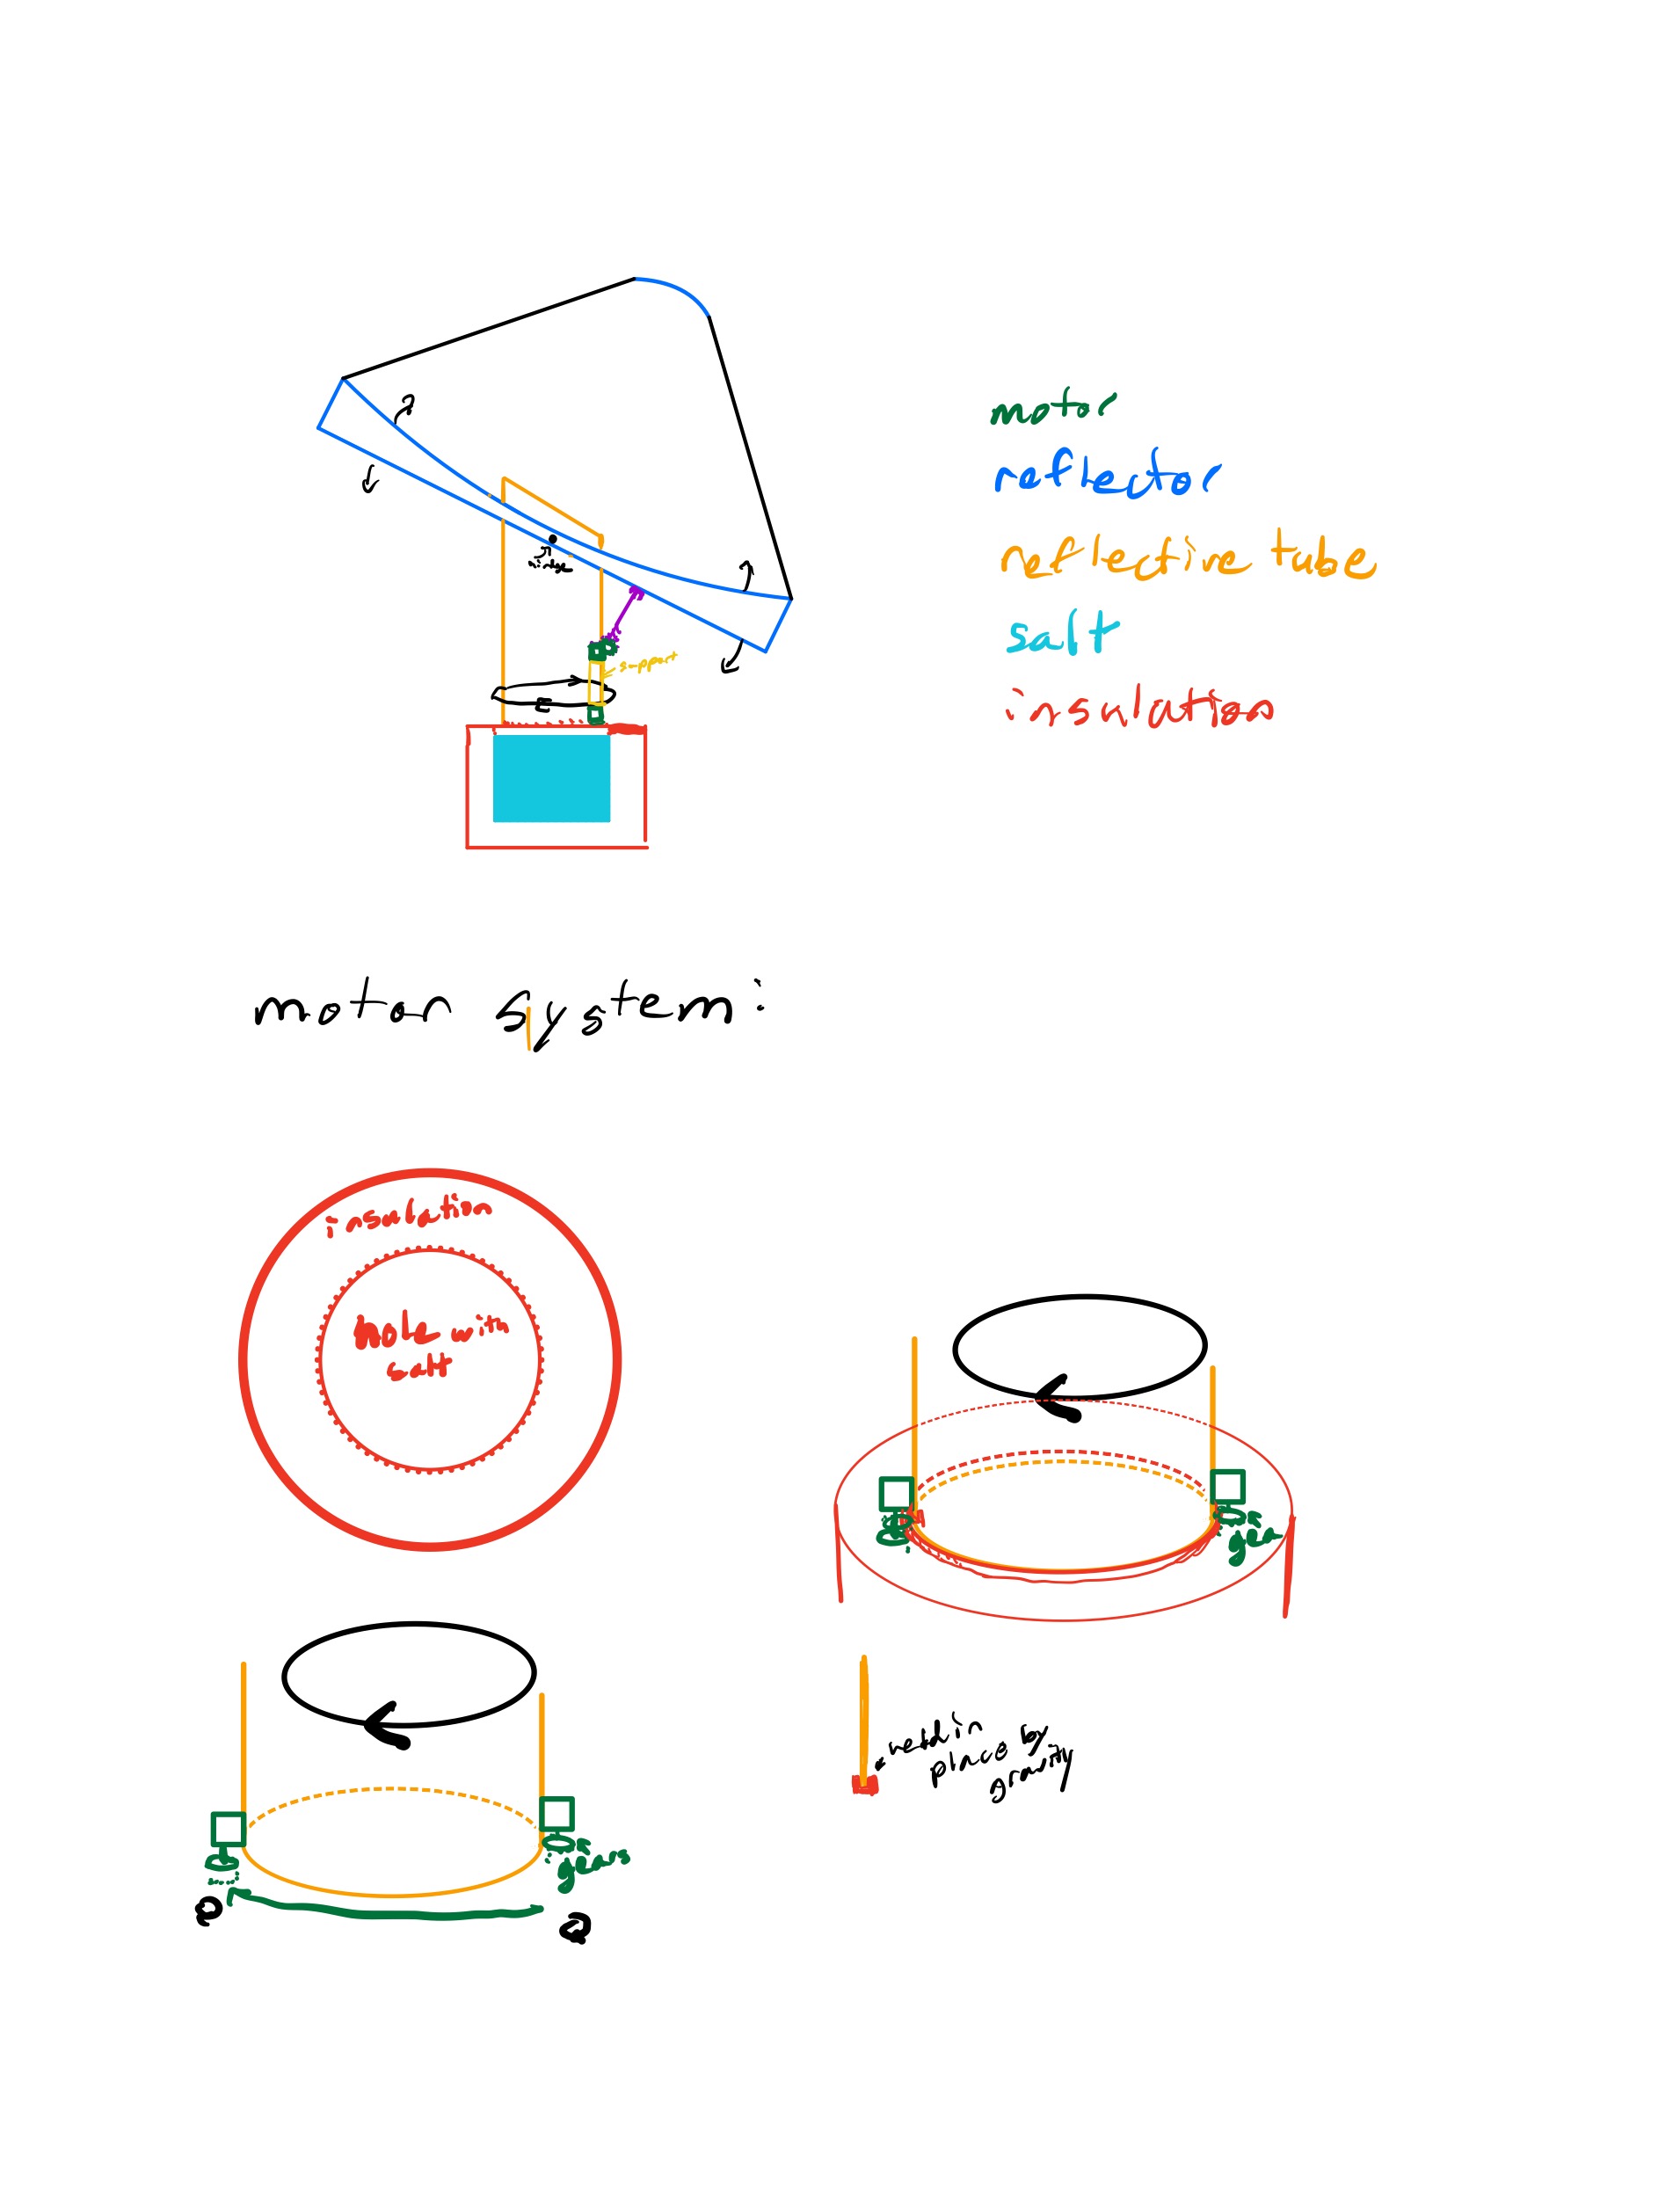 motor
reflector
reflective tube
salt
insulation
hinge
support
motor system:
insulation
hole with
salt
gear
held in
place by
gravity
gears